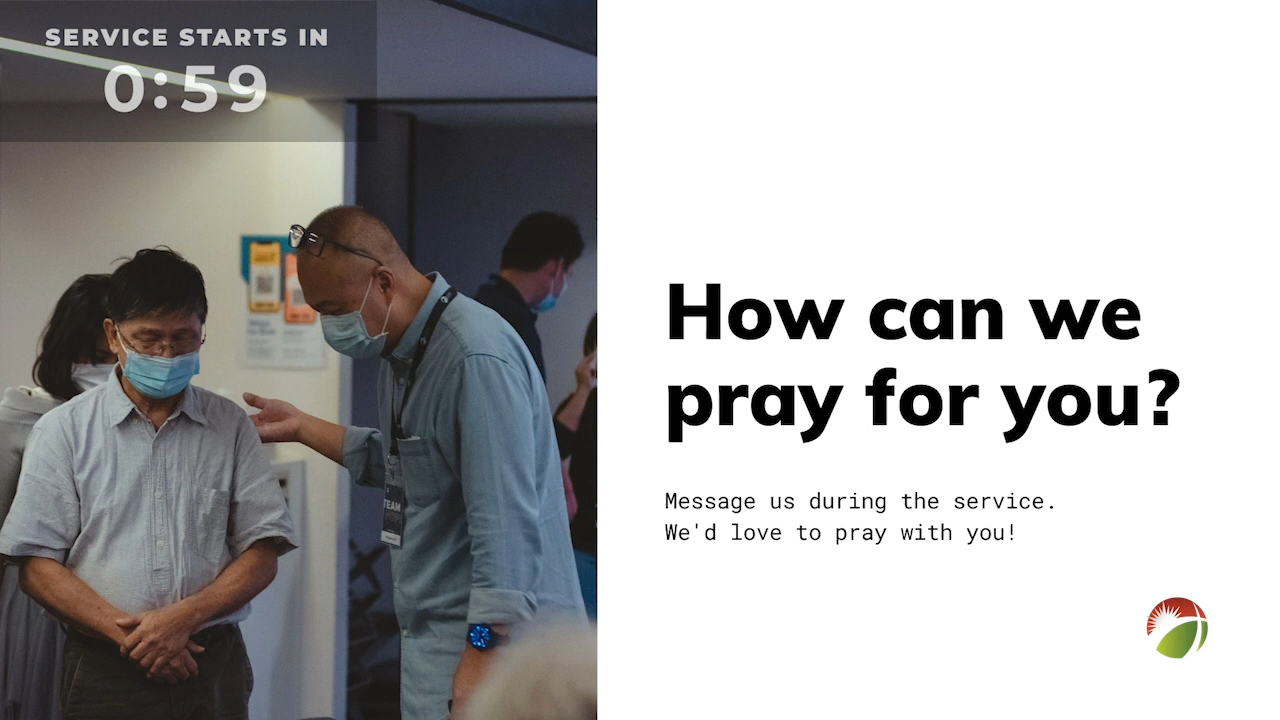 SERVICE STARTS IN
0:59
TEAM
How can we
pray for you?
Message us during the service.
We'd love to pray with you!